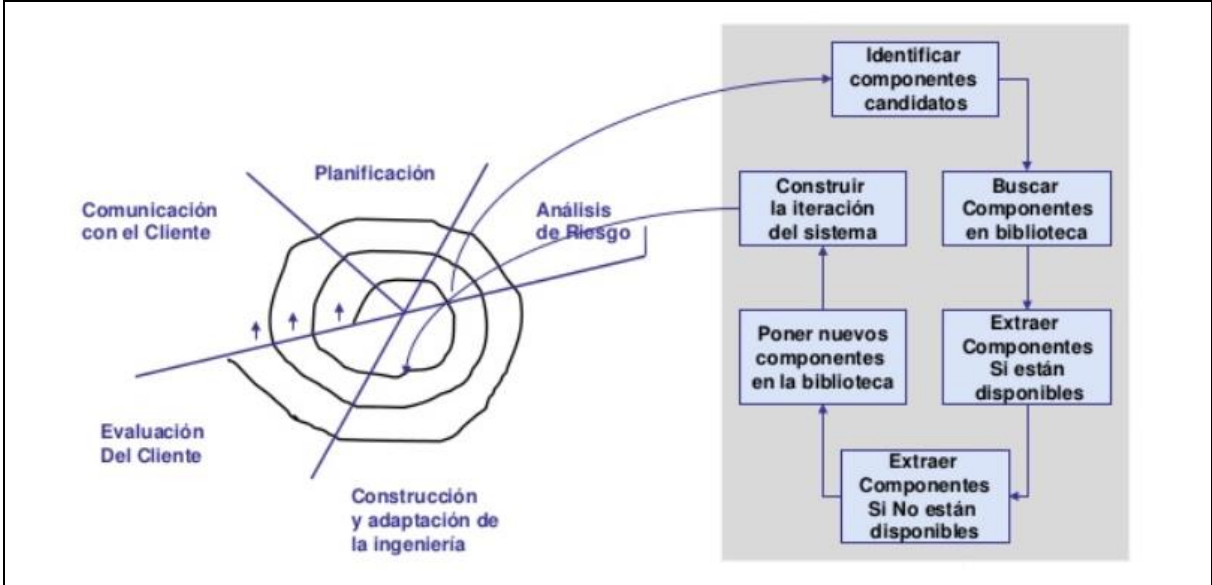 Planificación
Comunicación
con el Cliente
Análisis
de Riesgo
Evaluación
Del Cliente
Construcción
y adaptación de
la ingeniería
Identificar
componentes
candidatos
Buscar
Componentes
en biblioteca
Extraer
Componentes
Si están
disponibles
Extraer
Componentes
Si No están
disponibles
Poner nuevos
componentes
en la biblioteca
Construir
la iteración
del sistema